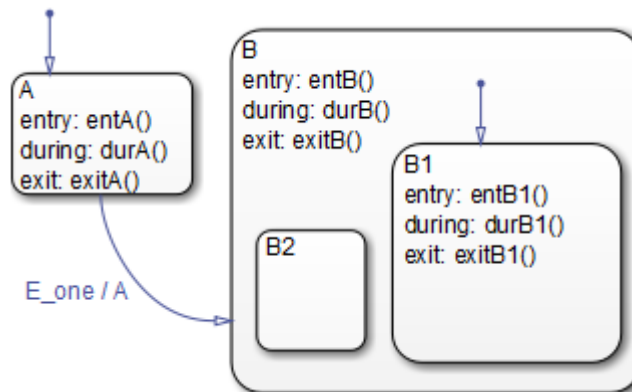 A
entry: entA()
during: durA()
exit: exitA()
E_one / A
B
entry: entB()
during: durB()
exit: exitB()
B2
B1
entry: entB1()
during: durB1()
exit: exitB1()